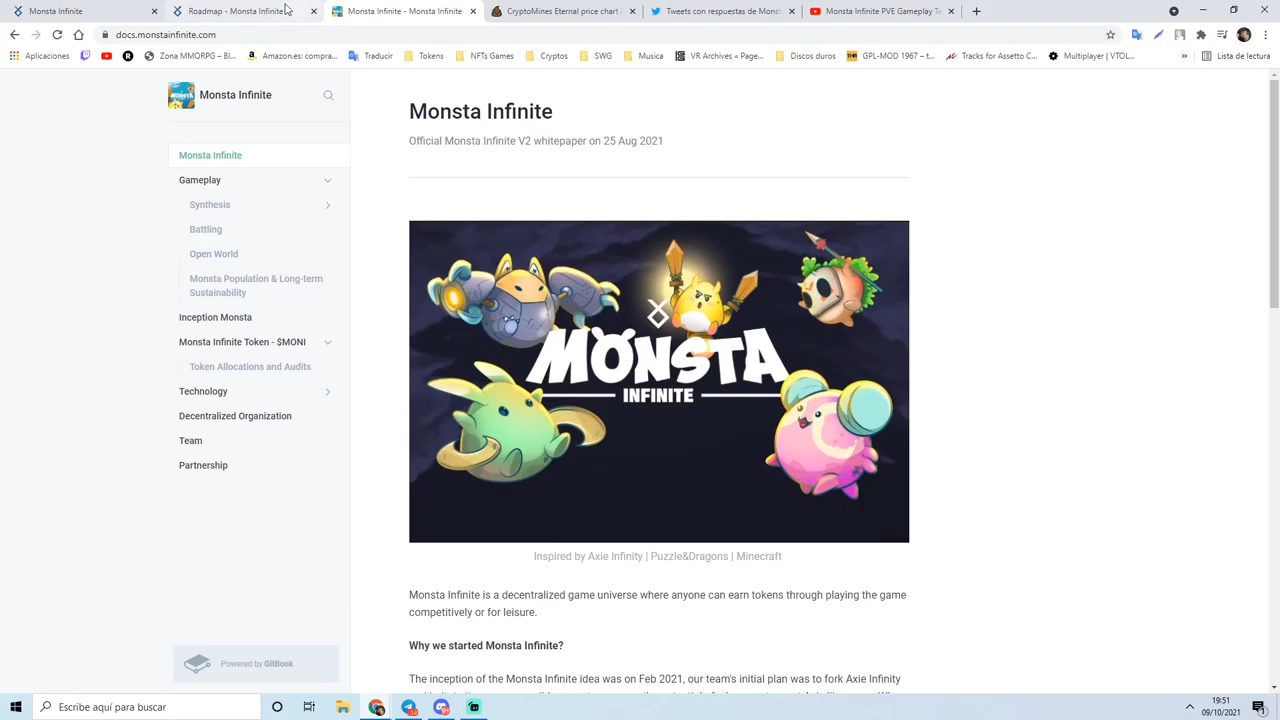 Monsta Infinite
Roadmap - Monsta Infinite
Monsta Infinite - Monsta Infinite
CryptoMines Eternal price chart
Tweets con respuestas de Monsta
Monsta Infinite PVE Gameplay Te
docs.monstainfinite.com
Aplicaciones
Zona MMORPG – Bl...
Amazon.es: compra...
Traducir
Tokens
NFTs Games
Cryptos
SWG
Musica
VR Archives « Page...
Discos duros
GPL-MOD 1967 – t...
Tracks for Assetto C...
Multiplayer | VTOL...
»
Lista de lectura
Monsta Infinite
Monsta Infinite
Gameplay
Synthesis
Battling
Open World
Monsta Population & Long-term
Sustainability
Inception Monsta
Monsta Infinite Token - $MONI
Token Allocations and Audits
Technology
Decentralized Organization
Team
Partnership
Powered by GitBook
Monsta Infinite
Official Monsta Infinite V2 whitepaper on 25 Aug 2021
MONSTA
INFINITE
Inspired by Axie Infinity | Puzzle&Dragons | Minecraft
Monsta Infinite is a decentralized game universe where anyone can earn tokens through playing the game
competitively or for leisure.
Why we started Monsta Infinite?
The inception of the Monsta Infinite idea was on Feb 2021, our team's initial plan was to fork Axie Infinity
Escribe aquí para buscar
19:51
09/10/2021